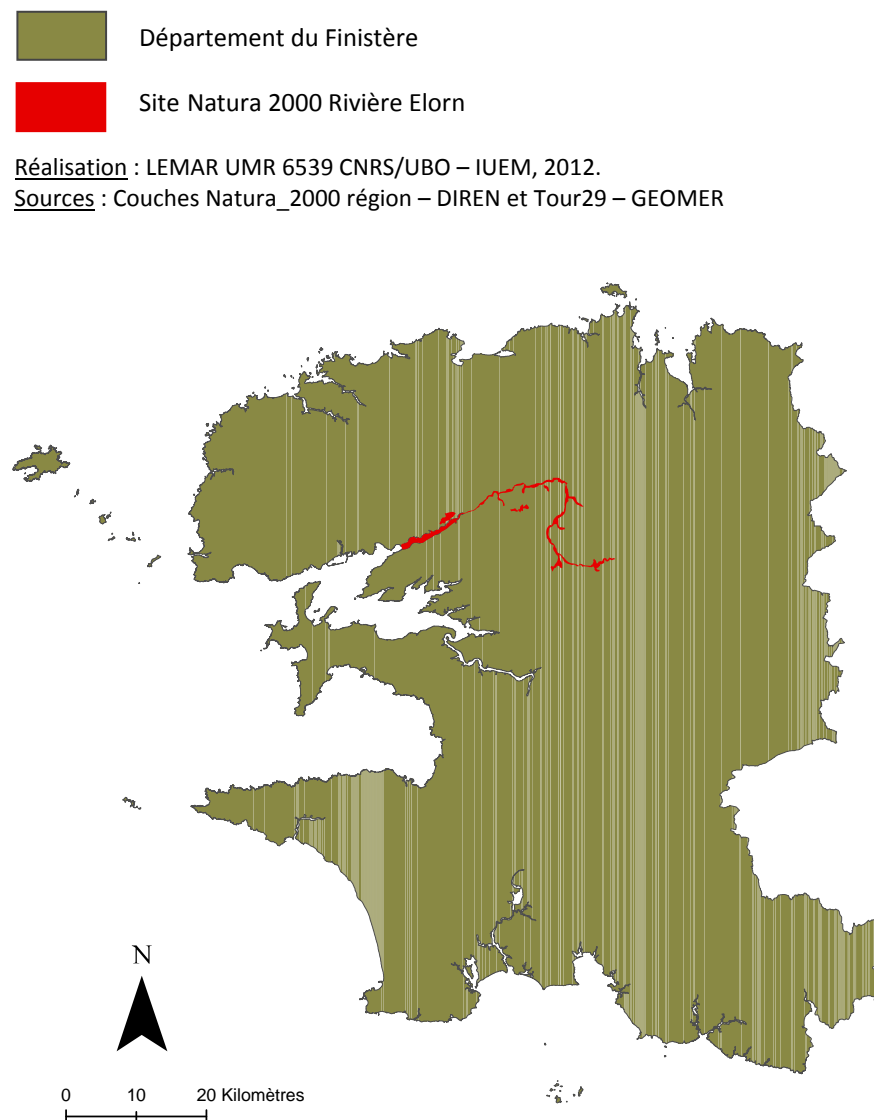 Département du Finistère
Site Natura 2000 Rivière Elorn
Réalisation : LEMAR UMR 6539 CNRS/UBO – IUEM, 2012.
Sources : Couches Natura_2000 région – DIREN et Tour29 – GEOMER
N
0 10 20 Kilomètres